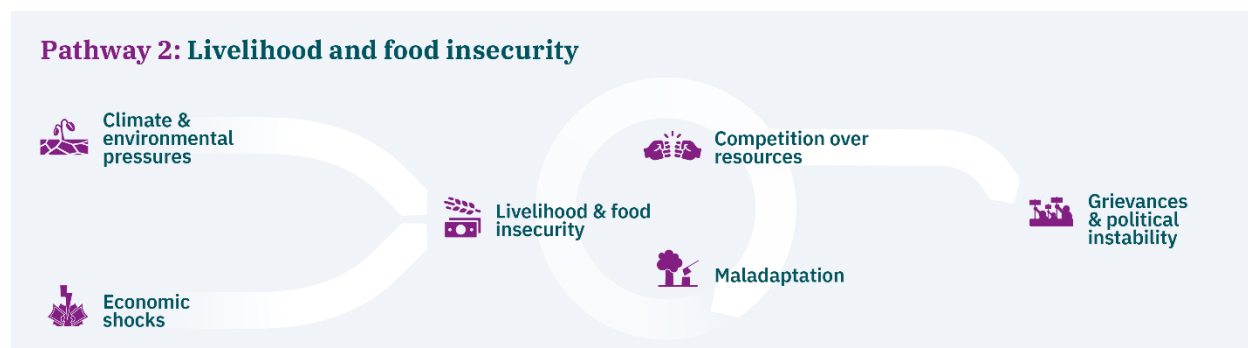 Pathway 2: Livelihood and food insecurity
Climate &
environmental
pressures
Economic
shocks
Livelihood & food
insecurity
Competition over
resources
Maladaptation
Grievances
& political
instability